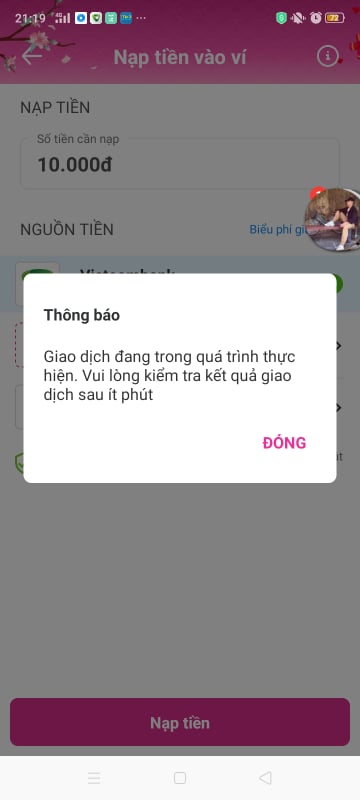 21:19
72
Nạp tiền vào ví
NẠP TIỀN
Số tiền cần nạp
10.000đ
NGUỒN TIỀN
Biểu phí
Vietcombank
Thông báo
Giao dịch đang trong quá trình thực
hiện. Vui lòng kiểm tra kết quả giao
dịch sau ít phút
ĐÓNG
Nạp tiền